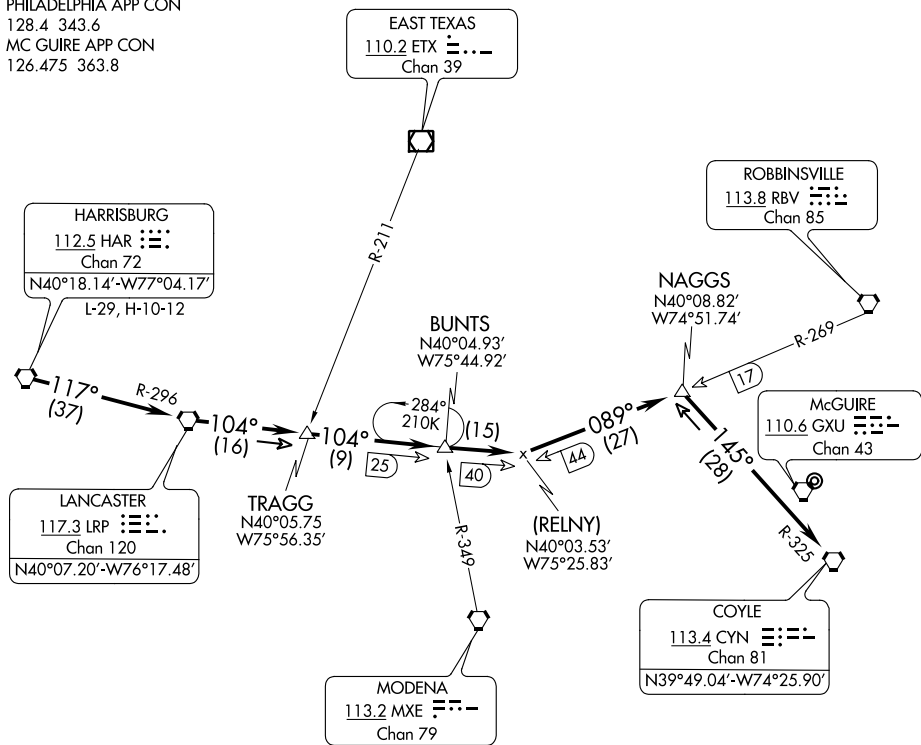 PHILADELPHIA APP CON
128.4 343.6
MC GUIRE APP CON
126.475 363.8
EAST TEXAS
110.2 ETX
Chan 39
ROBBINSVILLE
113.8 RBV
Chan 85
HARRISBURG
112.5 HAR
Chan 72
N40°18.14'-W77°04.17'
L-29, H-10-12
R-211
NAGGS
N40°08.82'
W74°51.74'
BUNTS
N40°04.93'
W75°44.92'
R-269
17
McGUIRE
110.6 GXU
Chan 43
117°
(37)
R-296
104°
(16)
284°
210K
104°
(9)
25
(15)
40
089°
(27)
44
145°
(28)
R-325
LANCASTER
117.3 LRP
Chan 120
N40°07.20'-W76°17.48'
TRAGG
N40°05.75
W75°56.35'
R-349
(RELNY)
N40°03.53'
W75°25.83'
COYLE
113.4 CYN
Chan 81
N39°49.04'-W74°25.90'
MODENA
113.2 MXE
Chan 79